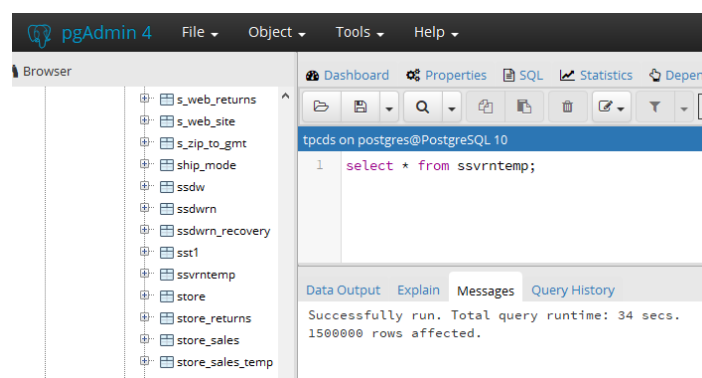 pgAdmin 4 File Object Tools Help
Browser
Dashboard Properties SQL Statistics Depen
s_web_returns
s_web_site
s_zip_to_gmt
ship_mode
ssdw
ssdwrn
ssdwrn_recovery
sst1
ssvrntemp
store
store_returns
store_sales
store_sales_temp
tpcds on postgres@PostgreSQL 10
1 select * from ssvrntemp;
Data Output Explain Messages Query History
Successfully run. Total query runtime: 34 secs.
1500000 rows affected.